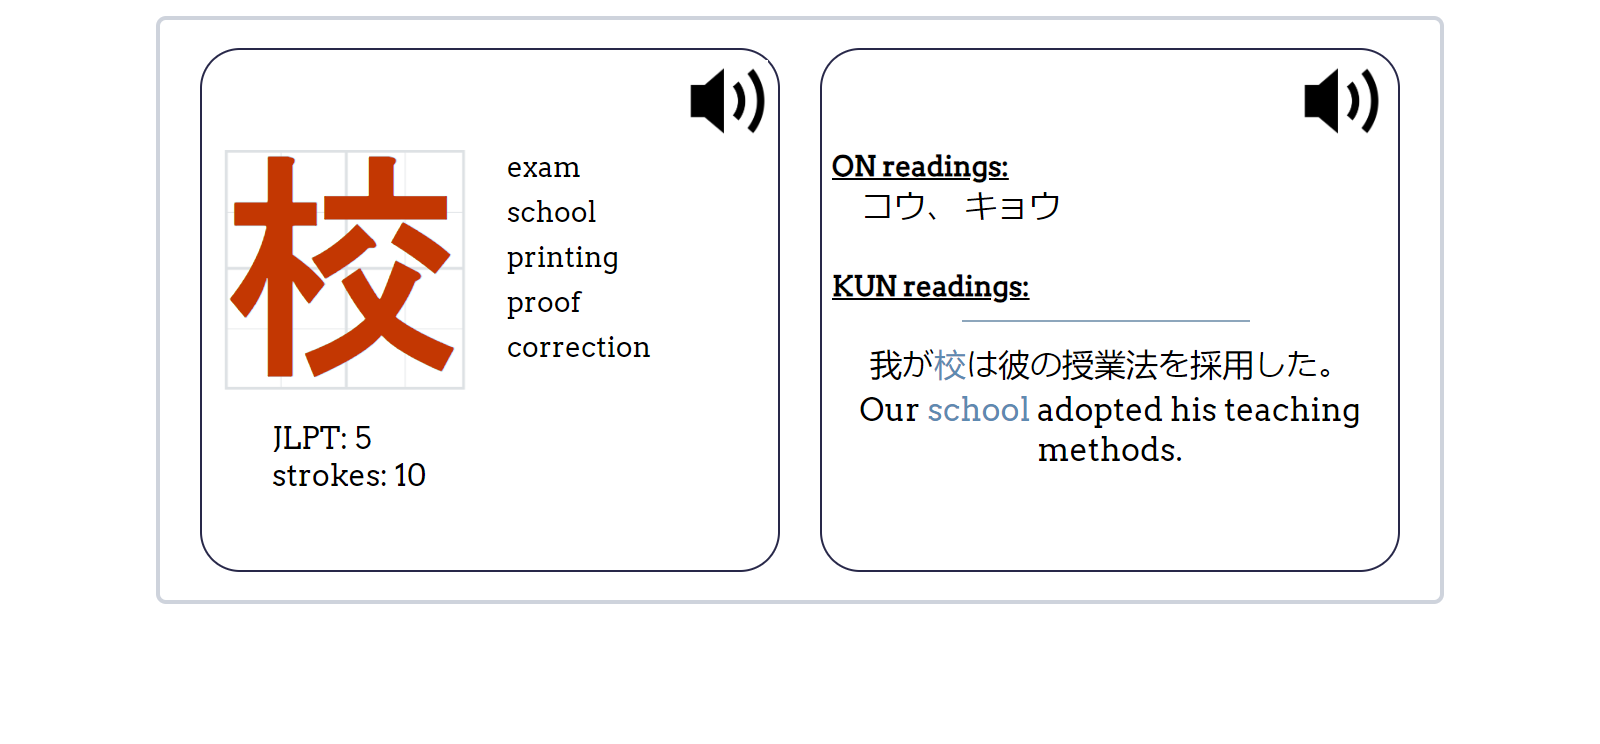 校
exam
school
printing
proof
correction
JLPT: 5
strokes: 10
ON readings:
コウ、 キョウ
KUN readings:
我が校は彼の授業法を採用した。
Our school adopted his teaching
methods.